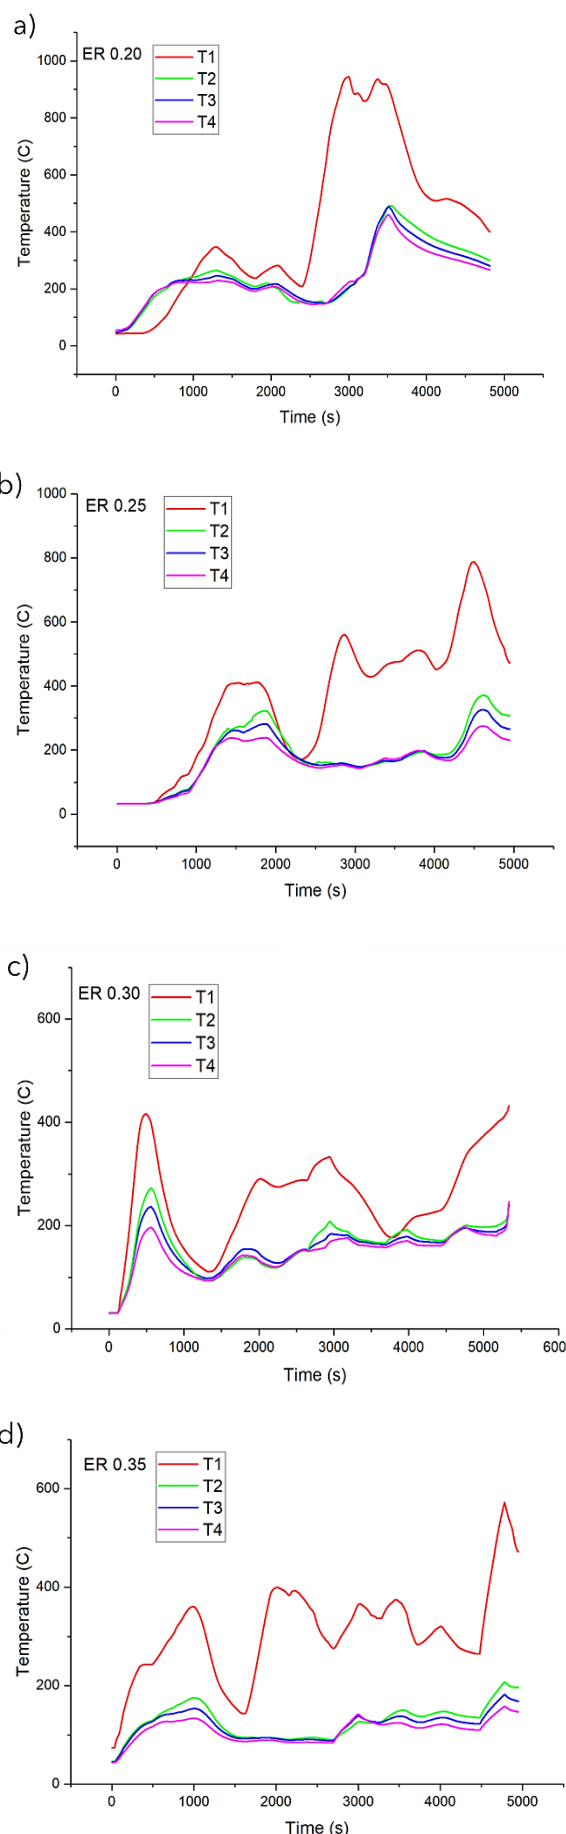 a)
ER 0.20
T1
T2
T3
T4
1000
800
600
400
200
0
Temperature (C)
0 1000 2000 3000 4000 5000
Time (s)
b)
ER 0.25
T1
T2
T3
T4
1000
800
600
400
200
0
Temperature (C)
0 1000 2000 3000 4000 5000
Time (s)
c)
ER 0.30
T1
T2
T3
T4
600
400
200
0
Temperature (C)
0 1000 2000 3000 4000 5000 600
Time (s)
d)
ER 0.35
T1
T2
T3
T4
600
400
200
0
Temperature (C)
0 1000 2000 3000 4000 5000
Time (s)